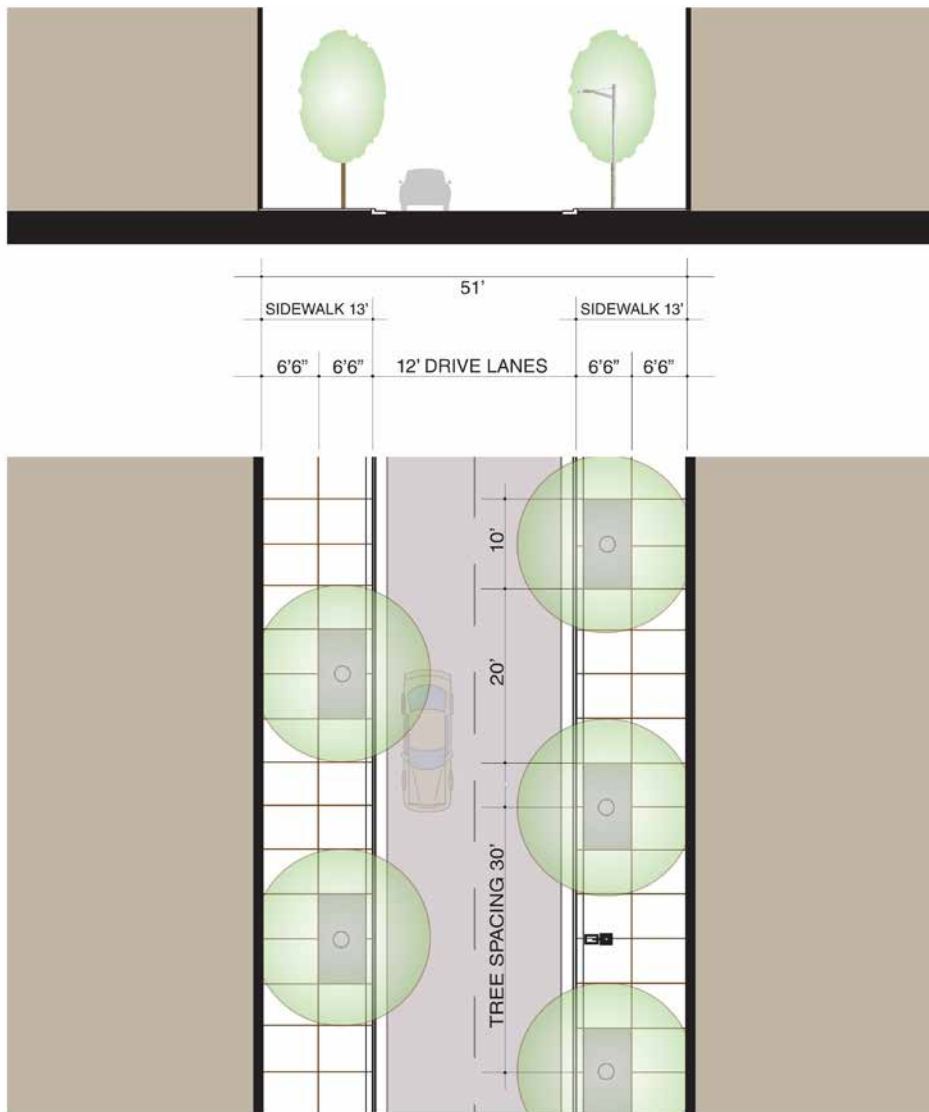 51'
SIDEWALK 13'
SIDEWALK 13'
6'6"
6'6"
12' DRIVE LANES
6'6"
6'6"
10'
20'
TREE SPACING 30'